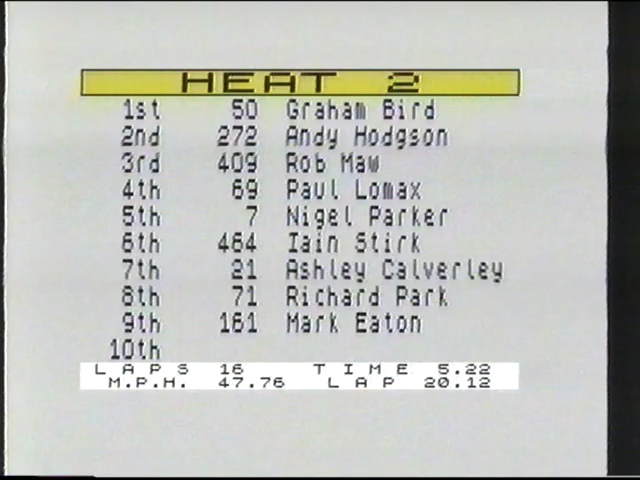 HEAT 2
1st 50 Graham Bird
2nd 272 Andy Hodgson
3rd 409 Rob Maw
4th 69 Paul Lomax
5th 7 Nigel Parker
6th 464 Iain Stirk
7th 21 Ashley Calverley
8th 71 Richard Park
9th 161 Mark Eaton
10th
LAPS 16 TIME 5.22
M.P.H. 47.76 LAP 20.12